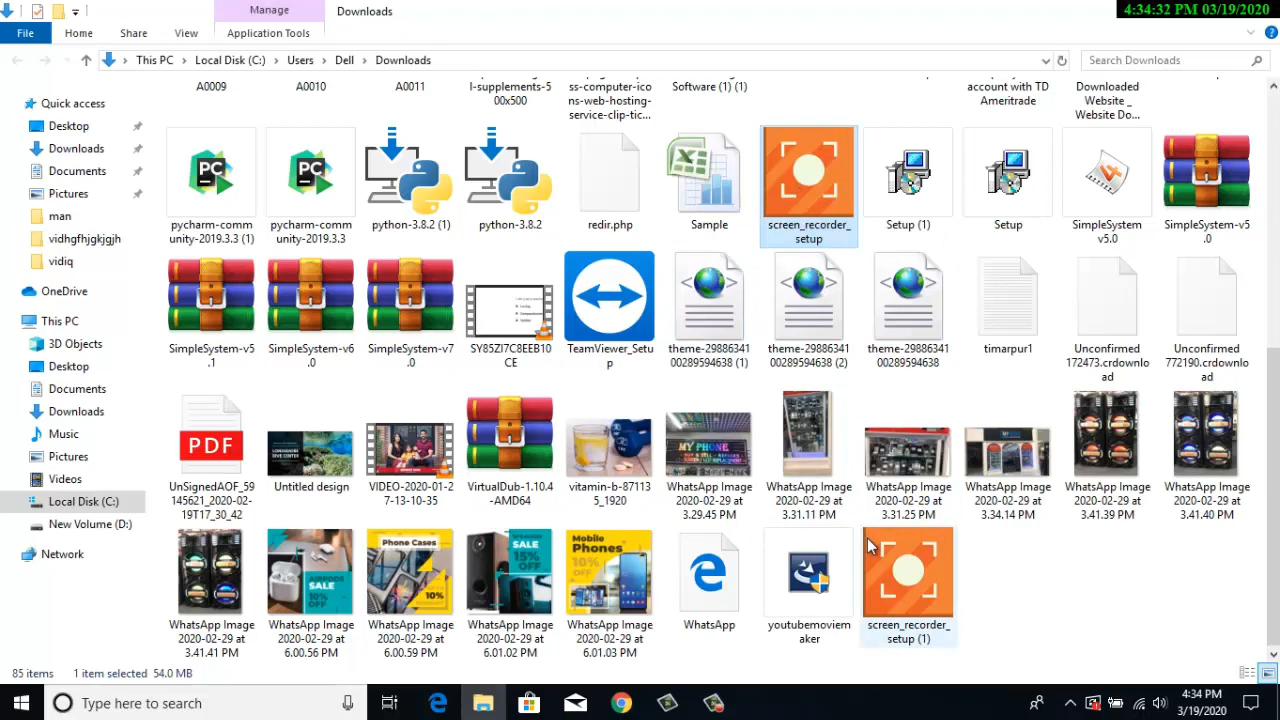 Manage
Downloads
4:34:32 PM 03/19/2020
File
Home
Share
View
Application Tools
This PC
Local Disk (C:)
Users
Dell
Downloads
Search Downloads
Quick access
Desktop
Downloads
Documents
Pictures
man
vidhgfhjgkjgjh
vidiq
OneDrive
This PC
3D Objects
Desktop
Documents
Downloads
Music
Pictures
Videos
Local Disk (C:)
New Volume (D:)
Network
A0009
A0010
A0011
l-supplements-5
00x500
ss-computer-ico
ns-web-hosting-
service-clip-tic...
Software (1) (1)
account with TD
Ameritrade
Downloaded
Website _
Website Do...
PC
pycharm-com
munity-2019.3.3 (1)
PC
pycharm-com
munity-2019.3.3
python-3.8.2 (1)
python-3.8.2
redir.php
Sample
screen_recorder_
setup
Setup (1)
Setup
SimpleSystem
v5.0
SimpleSystem-v5
.0
SimpleSystem-v5
.1
SimpleSystem-v6
.0
SimpleSystem-v7
.0
SY85ZI7C8EEB10
CE
TeamViewer_Setu
p
theme-29886341
00289594638 (1)
theme-29886341
00289594638 (2)
theme-29886341
00289594638
timarpur1
Unconfirmed
172473.crdownlo
ad
Unconfirmed
772190.crdownlo
ad
PDF
UnSignedAOF_59
145621_2020-02-
19T17_30_42
Untitled design
VIDEO-2020-01-2
7-13-10-35
VirtualDub-1.10.4
-AMD64
vitamin-b-87113
5_1920
MY PHONE
WhatsApp Image
2020-02-29 at
3.29.45 PM
WhatsApp Image
2020-02-29 at
3.31.11 PM
WhatsApp Image
2020-02-29 at
3.31.25 PM
WhatsApp Image
2020-02-29 at
3.34.14 PM
WhatsApp Image
2020-02-29 at
3.41.39 PM
WhatsApp Image
2020-02-29 at
3.41.40 PM
WhatsApp Image
2020-02-29 at
3.41.41 PM
AIRPODS
SALE
10%
OFF
WhatsApp Image
2020-02-29 at
6.00.56 PM
Phone Cases
10%
WhatsApp Image
2020-02-29 at
6.00.59 PM
SALE
15%
OFF
WhatsApp Image
2020-02-29 at
6.01.02 PM
Mobile
Phones
10%
OFF
WhatsApp Image
2020-02-29 at
6.01.03 PM
WhatsApp
youtubemoviem
aker
screen_recorder_
setup (1)
85 items
1 item selected 54.0 MB
Type here to search
4:34 PM
3/19/2020